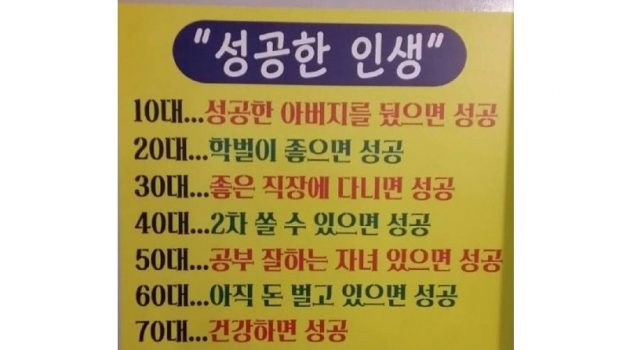 "성공한 인생"
10대...성공한 아버지를 뒀으면 성공
20대...학벌이 좋으면 성공
30대...좋은 직장에 다니면 성공
40대...2차 쏠 수 있으면 성공
50대...공부 잘하는 자녀 있으면 성공
60대...아직 돈 벌고 있으면 성공
70대...건강하면 성공